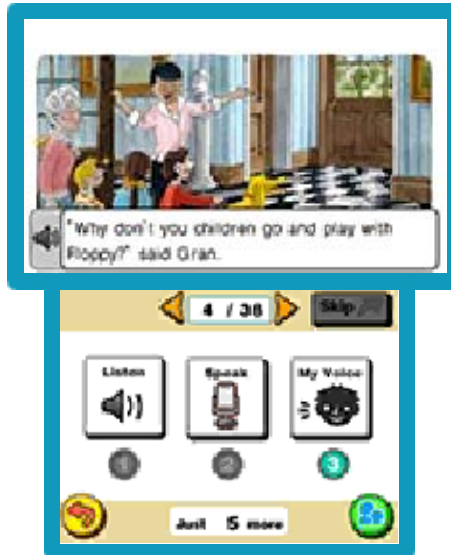 "Why don't you children go and play with
Floppy?" said Gran.
4 / 36
Skip
Listen
Speak
My Voice
1
2
3
Just 5 more